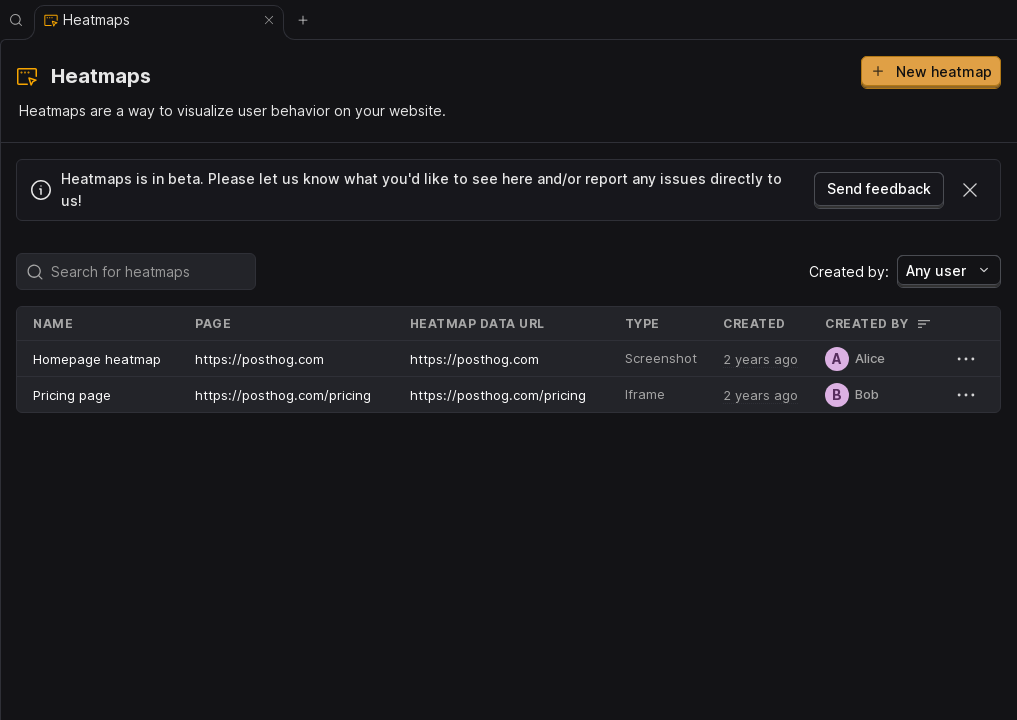 Heatmaps
Heatmaps
New heatmap
Heatmaps are a way to visualize user behavior on your website.
Heatmaps is in beta. Please let us know what you'd like to see here and/or report any issues directly to
us!
Send feedback
Search for heatmaps
Created by: Any user
NAME PAGE HEATMAP DATA URL TYPE CREATED CREATED BY
Homepage heatmap https://posthog.com https://posthog.com Screenshot 2 years ago A Alice
Pricing page https://posthog.com/pricing https://posthog.com/pricing Iframe 2 years ago B Bob